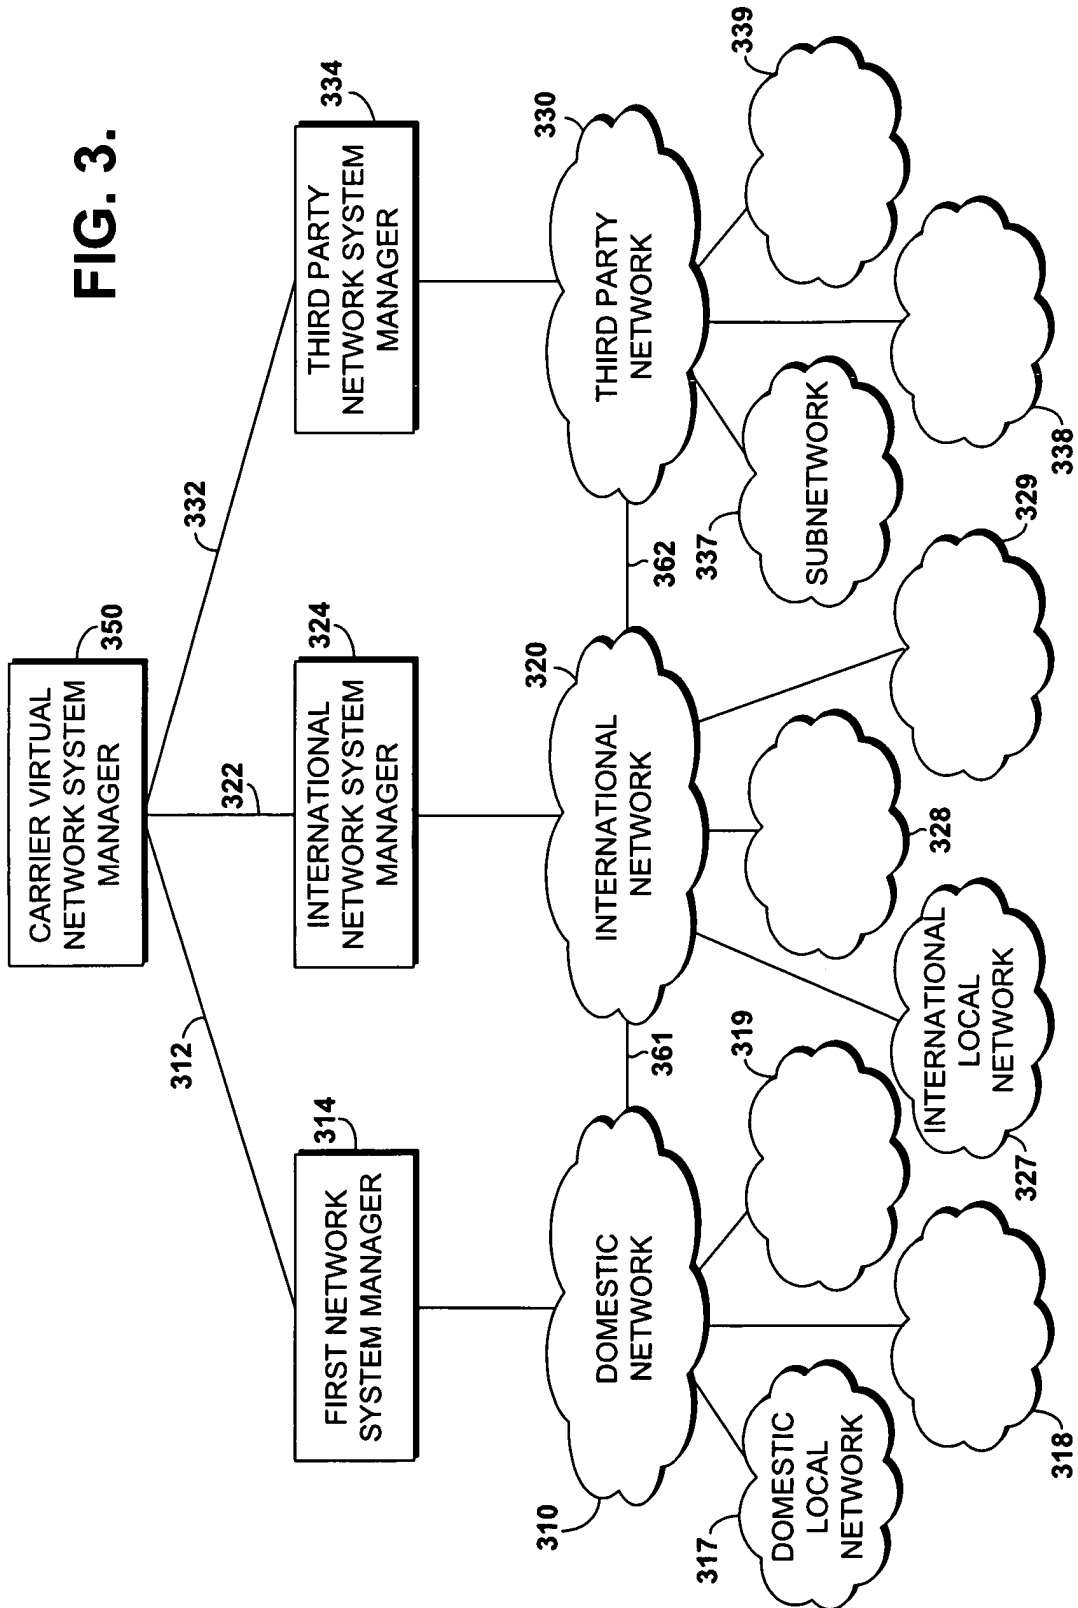 FIG. 3.
CARRIER VIRTUAL
NETWORK SYSTEM
MANAGER
350
312
322
332
FIRST NETWORK
SYSTEM MANAGER
314
INTERNATIONAL
NETWORK SYSTEM
MANAGER
324
THIRD PARTY
NETWORK SYSTEM
MANAGER
334
310
DOMESTIC
NETWORK
361
INTERNATIONAL
NETWORK
320
362
THIRD PARTY
NETWORK
330
317
DOMESTIC
LOCAL
NETWORK
318
319
327
INTERNATIONAL
LOCAL
NETWORK
328
329
337
SUBNETWORK
338
339